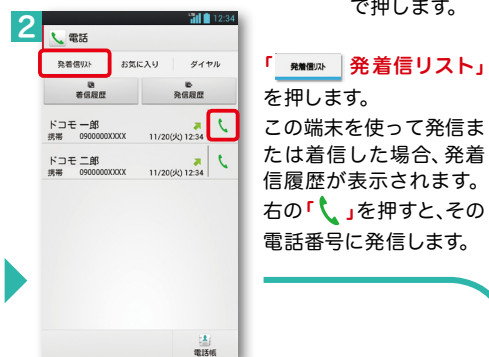 で押します。
2
12:34
電話
発着信リスト
お気に入り
ダイヤル
着信履歴
発信履歴
ドコモ 一郎
携帯 0900000XXXX 11/20(火) 12:34
ドコモ 二郎
携帯 0900000XXXX 11/20(火) 12:34
電話帳
「 発着信リスト 発着信リスト」
を押します。
この端末を使って発信ま
たは着信した場合、発着
信履歴が表示されます。
右の「 」を押すと、その
電話番号に発信します。